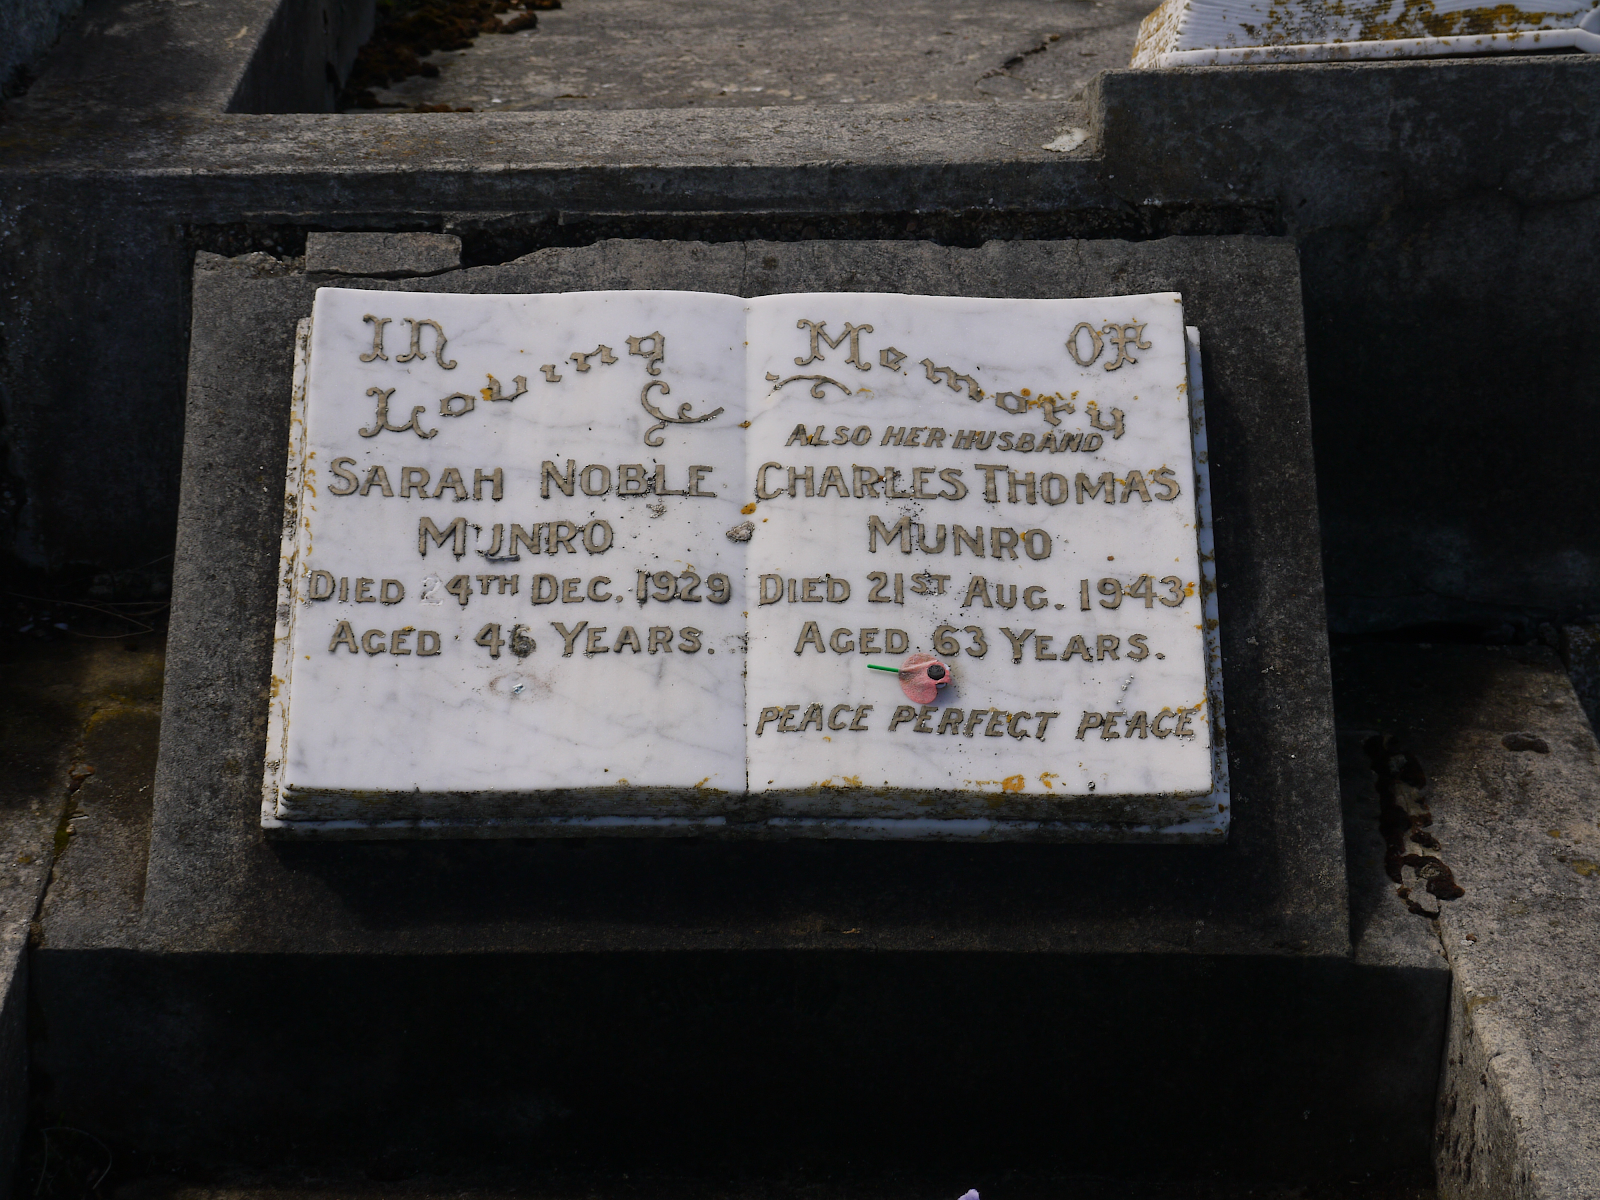 In
Loving
Sarah Noble
Munro
Died 24th Dec. 1929
Aged 46 Years.
Memory Of
Also Her Husband
Charles Thomas
Munro
Died 21st Aug. 1943
Aged 63 Years.
Peace Perfect Peace